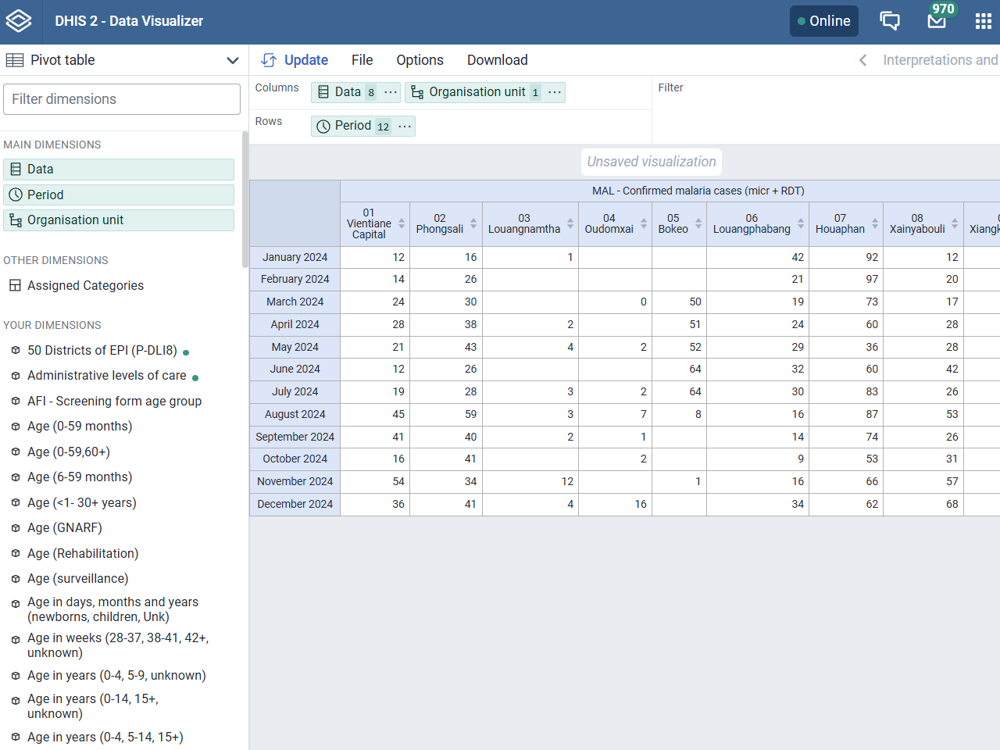 DHIS 2 - Data Visualizer
Online
970
Pivot table
Update File Options Download
Interpretations and
Filter dimensions
Columns
Data 8 ···
Organisation unit 1 ···
Filter
Rows
Period 12 ···
MAIN DIMENSIONS
Data
Period
Organisation unit
OTHER DIMENSIONS
Assigned Categories
YOUR DIMENSIONS
50 Districts of EPI (P-DLI8)
Administrative levels of care
AFI - Screening form age group
Age (0-59 months)
Age (0-59,60+)
Age (6-59 months)
Age (<1- 30+ years)
Age (GNARF)
Age (Rehabilitation)
Age (surveillance)
Age in days, months and years
(newborns, children, Unk)
Age in weeks (28-37, 38-41, 42+,
unknown)
Age in years (0-4, 5-9, unknown)
Age in years (0-14, 15+,
unknown)
Age in years (0-4, 5-14, 15+)
Unsaved visualization
MAL - Confirmed malaria cases (micr + RDT)
01 Vientiane Capital 02 Phongsali 03 Louangnamtha 04 Oudomxai 05 Bokeo 06 Louangphabang 07 Houaphan 08 Xainyabouli Xiangk
January 2024 12 16 1 42 92 12
February 2024 14 26 21 97 20
March 2024 24 30 0 50 19 73 17
April 2024 28 38 2 51 24 60 28
May 2024 21 43 4 2 52 29 36 28
June 2024 12 26 64 32 60 42
July 2024 19 28 3 2 64 30 83 26
August 2024 45 59 3 7 8 16 87 53
September 2024 41 40 2 1 14 74 26
October 2024 16 41 2 9 53 31
November 2024 54 34 12 1 16 66 57
December 2024 36 41 4 16 34 62 68